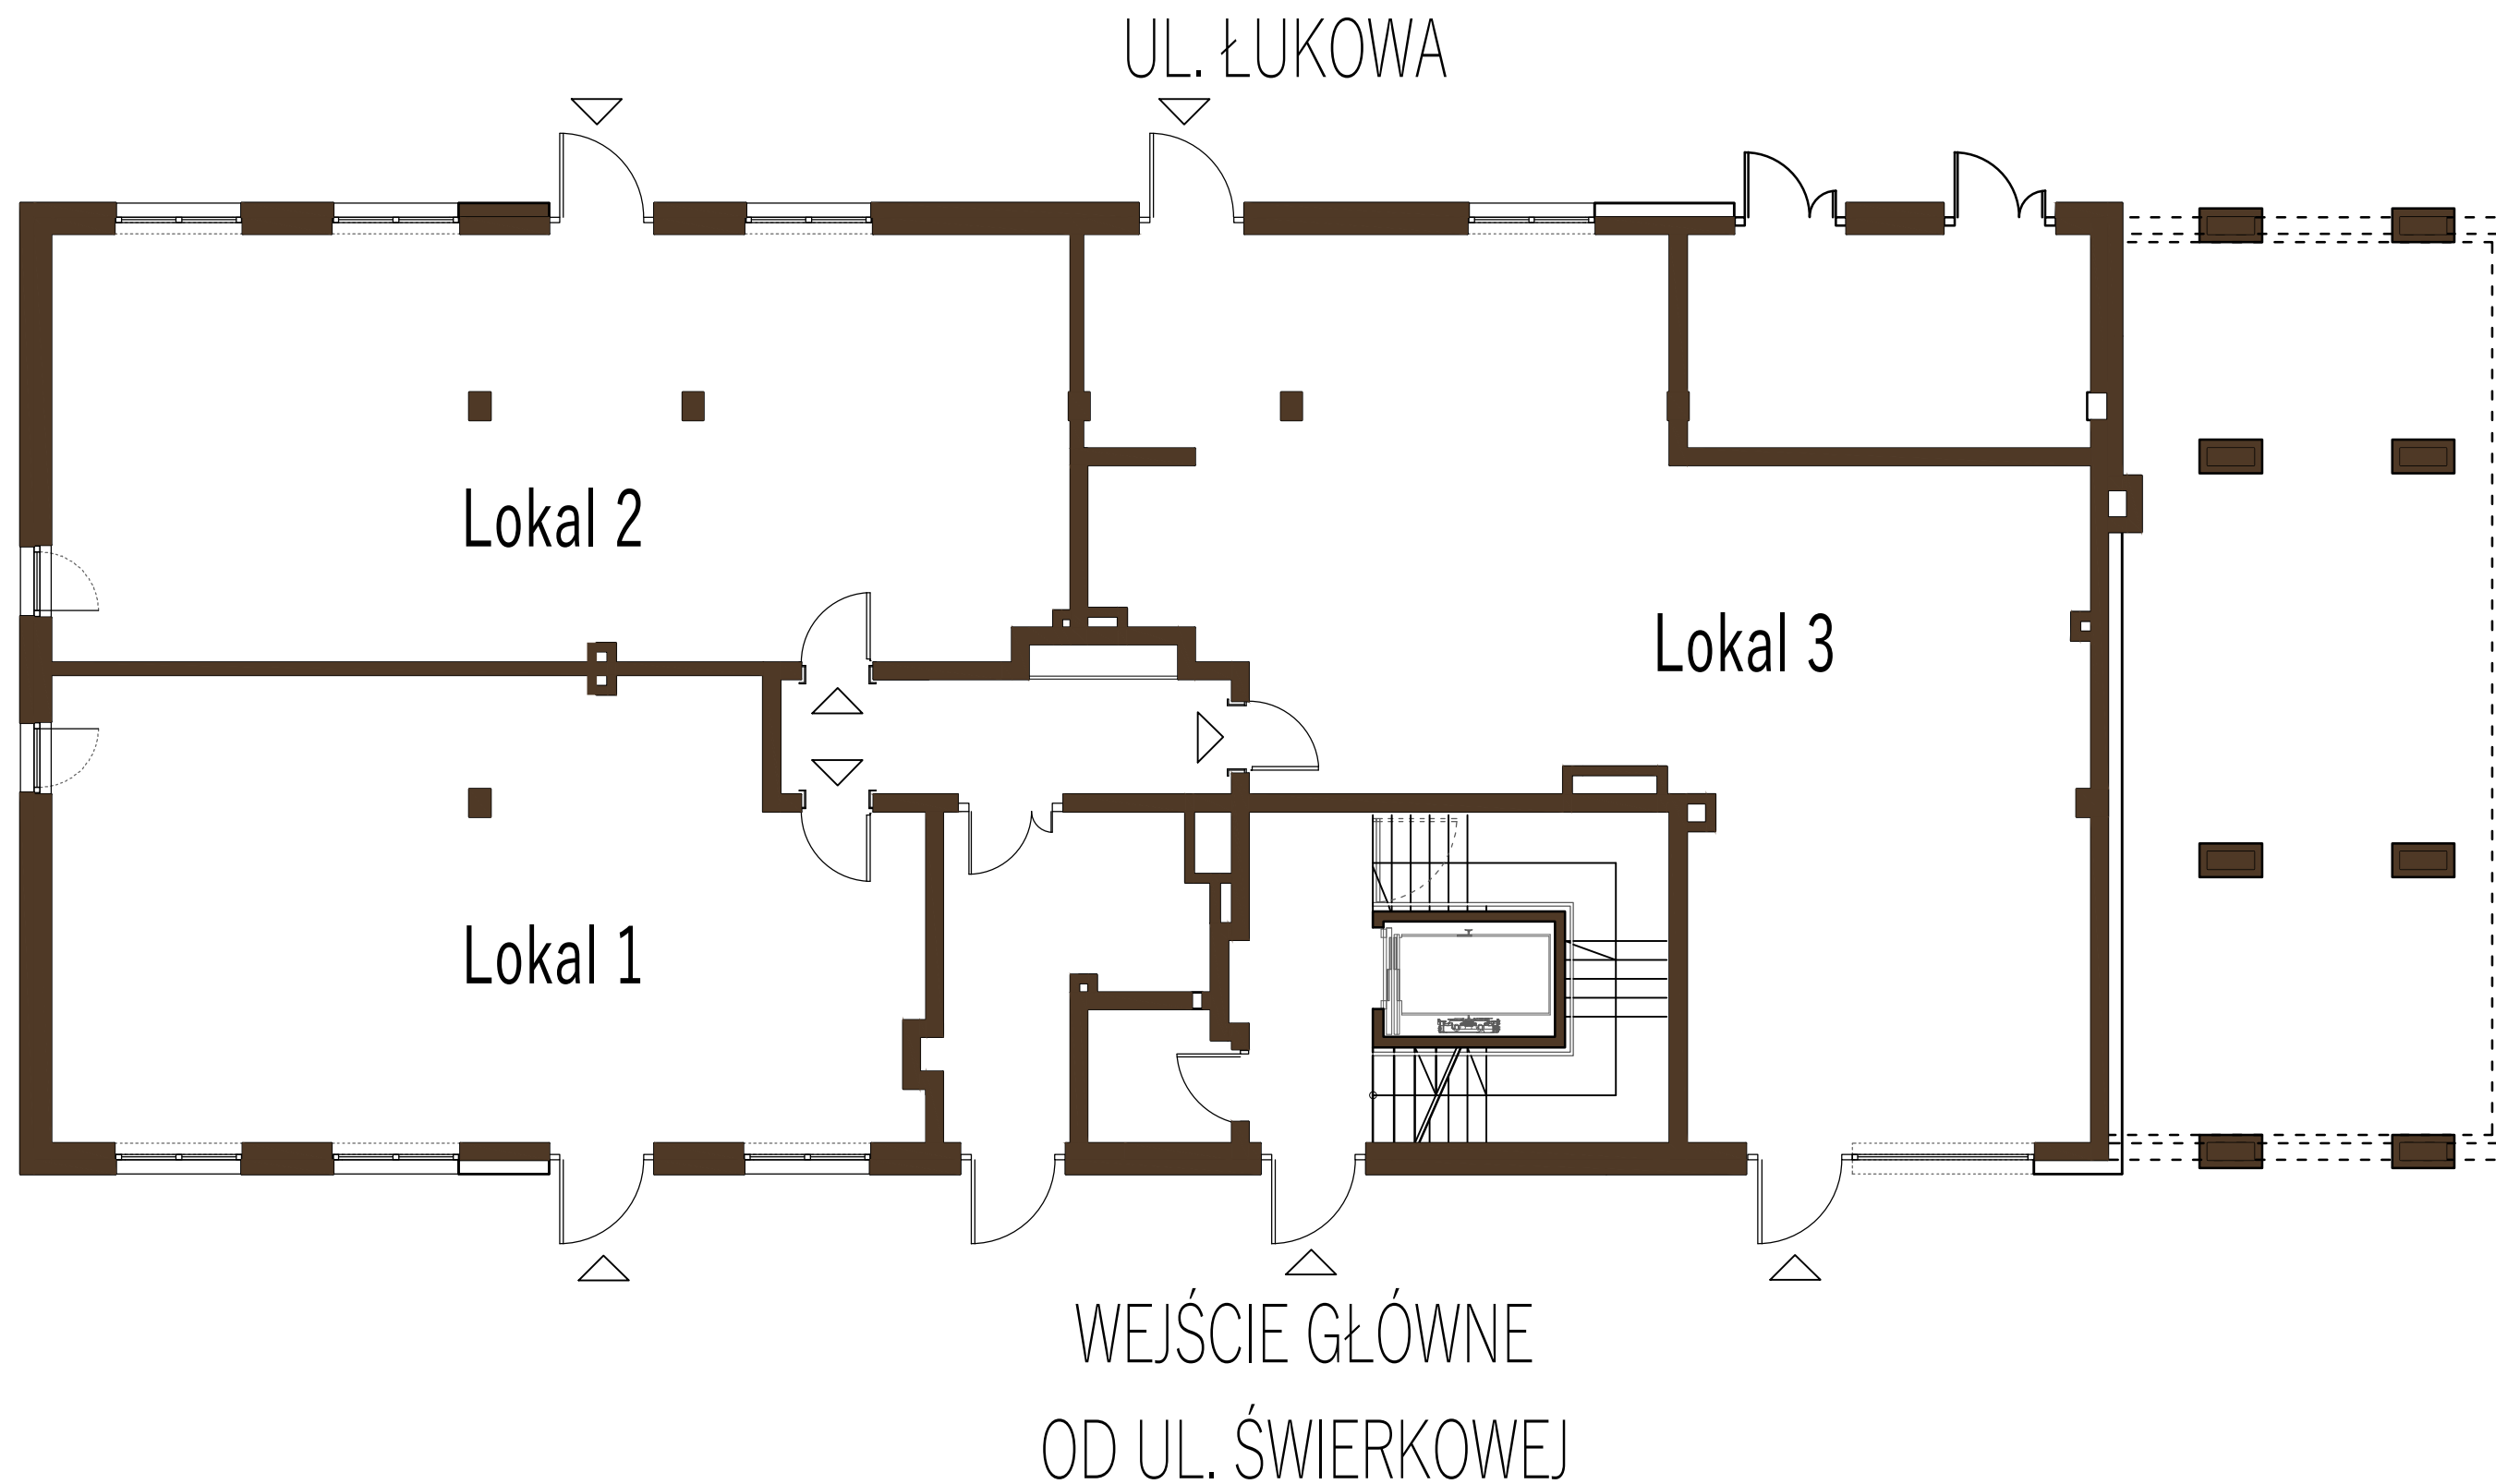 UL. ŁUKOWA
Lokal 2
Lokal 3
Lokal 1
WEJŚCIE GŁÓWNE
OD UL. ŚWIERKOWEJ